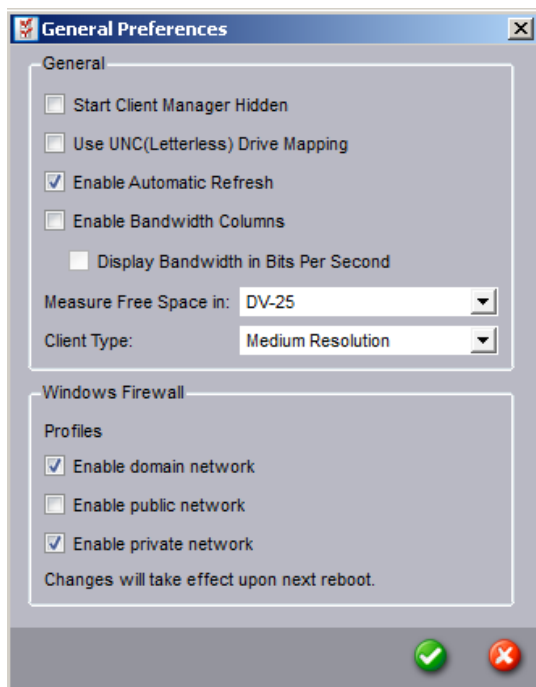 General Preferences
General
Start Client Manager Hidden
Use UNC(Letterless) Drive Mapping
Enable Automatic Refresh
Enable Bandwidth Columns
Display Bandwidth in Bits Per Second
Measure Free Space in: DV-25
Client Type: Medium Resolution
Windows Firewall
Profiles
Enable domain network
Enable public network
Enable private network
Changes will take effect upon next reboot.